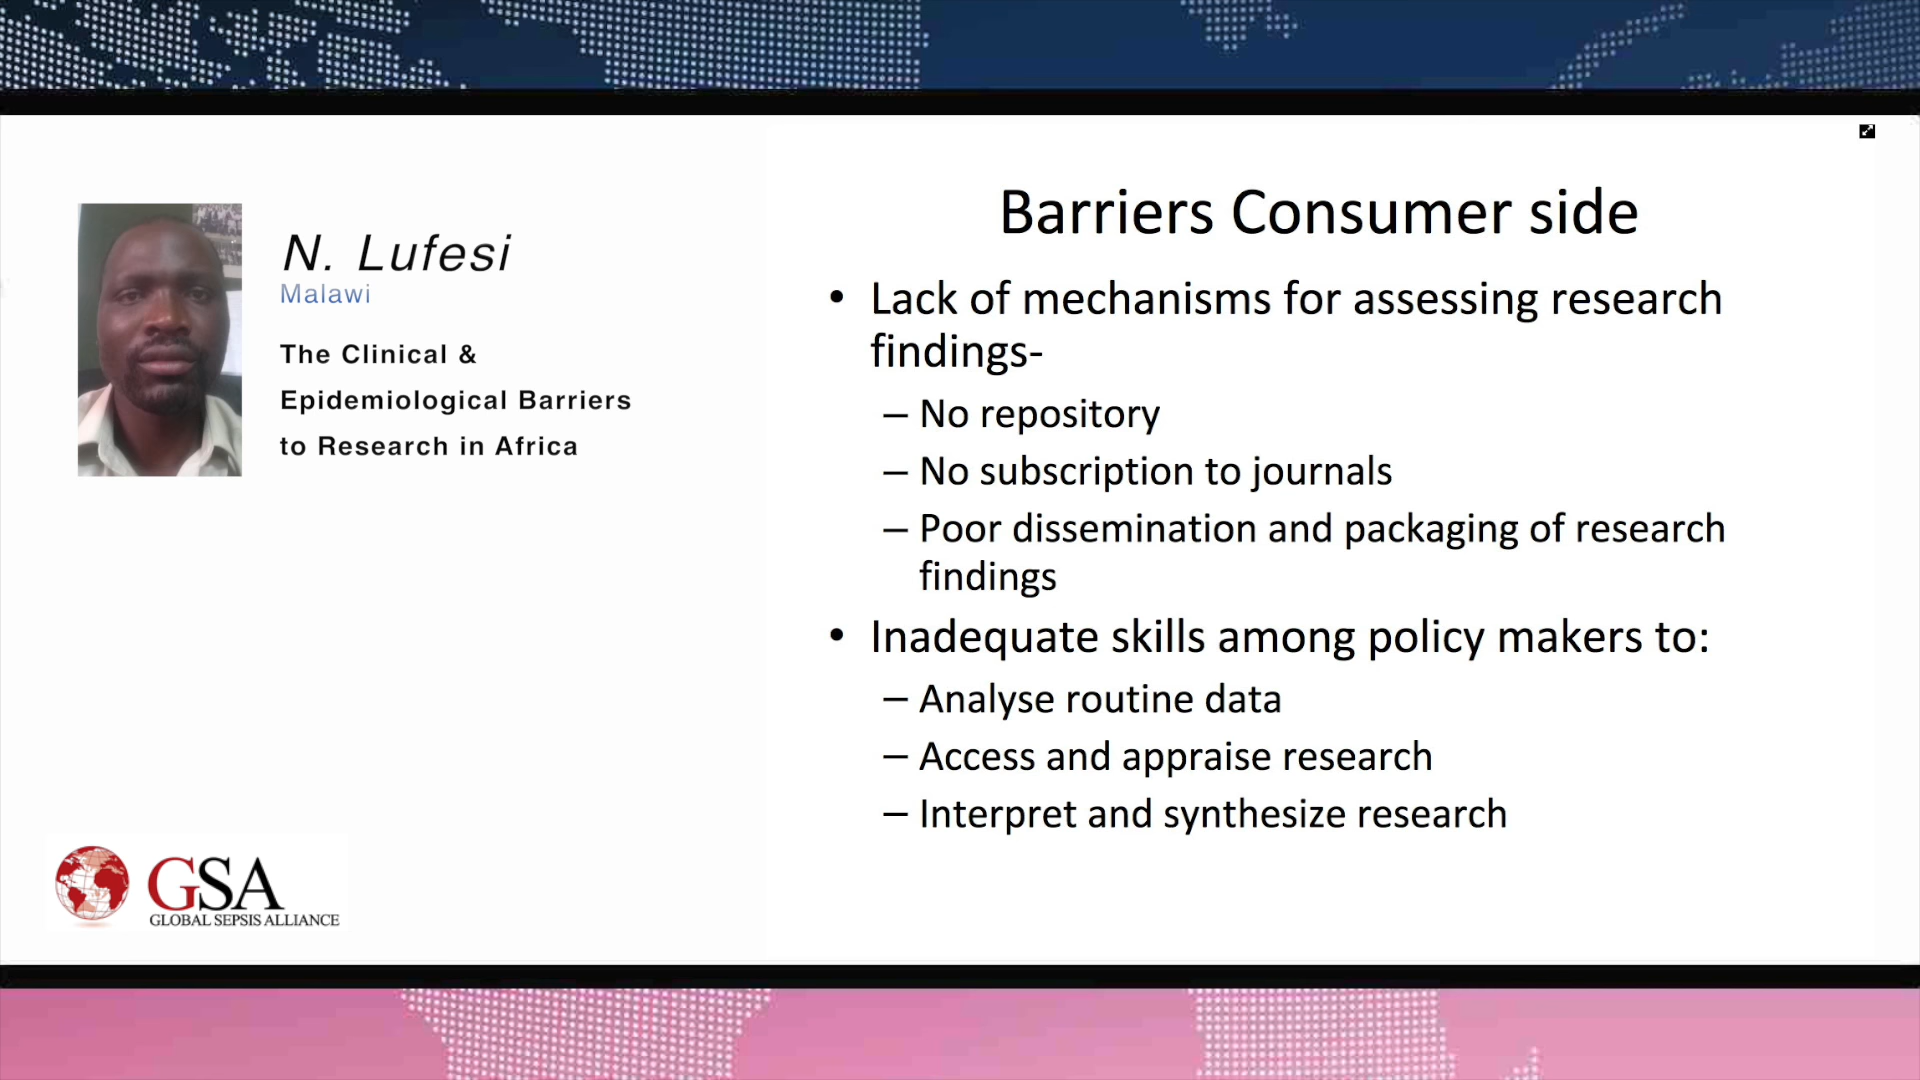 N. Lufesi
Malawi
The Clinical &
Epidemiological Barriers
to Research in Africa
GSA
GLOBAL SEPSIS ALLIANCE
Barriers Consumer side
• Lack of mechanisms for assessing research
findings-
– No repository
– No subscription to journals
– Poor dissemination and packaging of research
findings
• Inadequate skills among policy makers to:
– Analyse routine data
– Access and appraise research
– Interpret and synthesize research